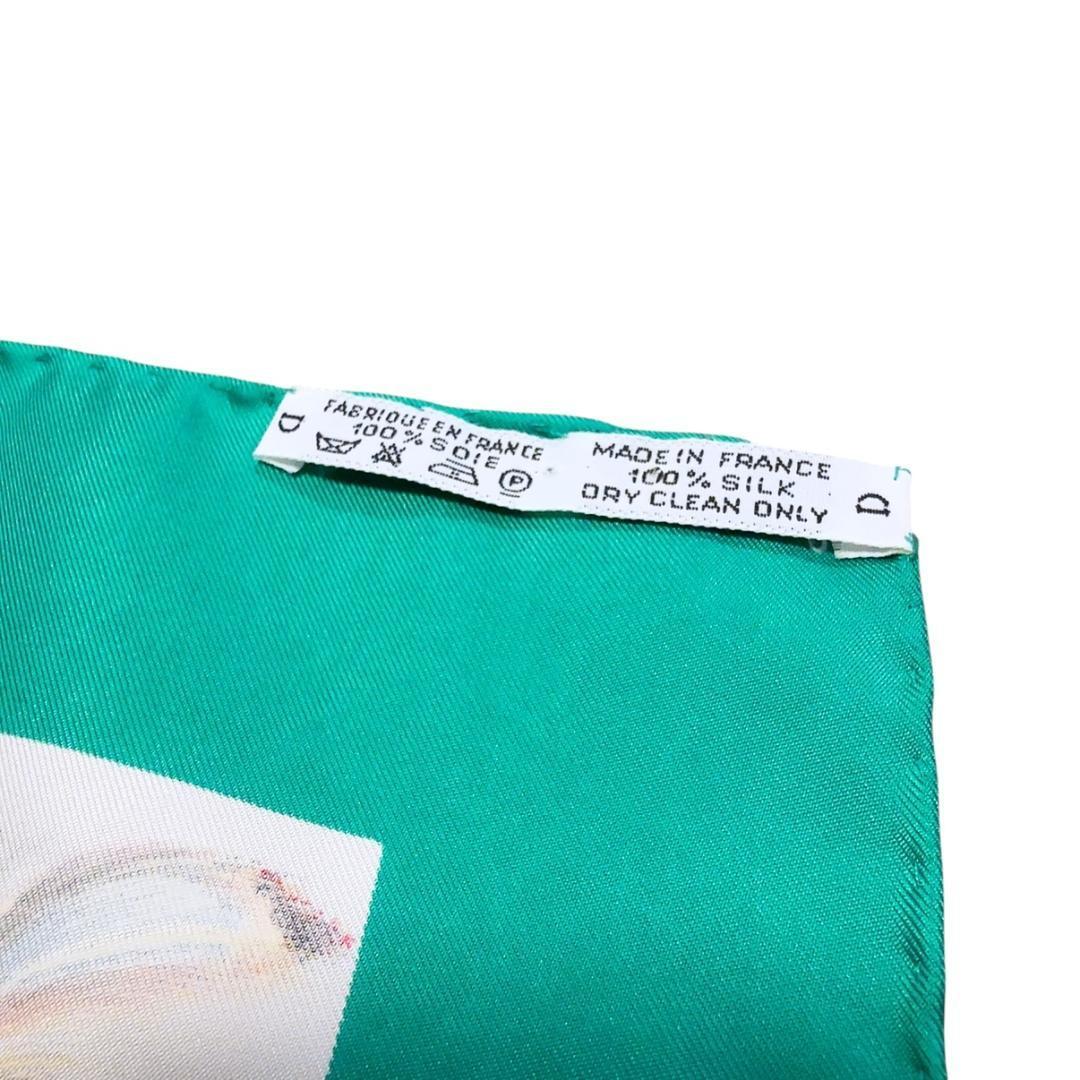 D
FABRIQUE EN FRANCE
100% SOIE
P
MADE IN FRANCE
100% SILK
DRY CLEAN ONLY
D